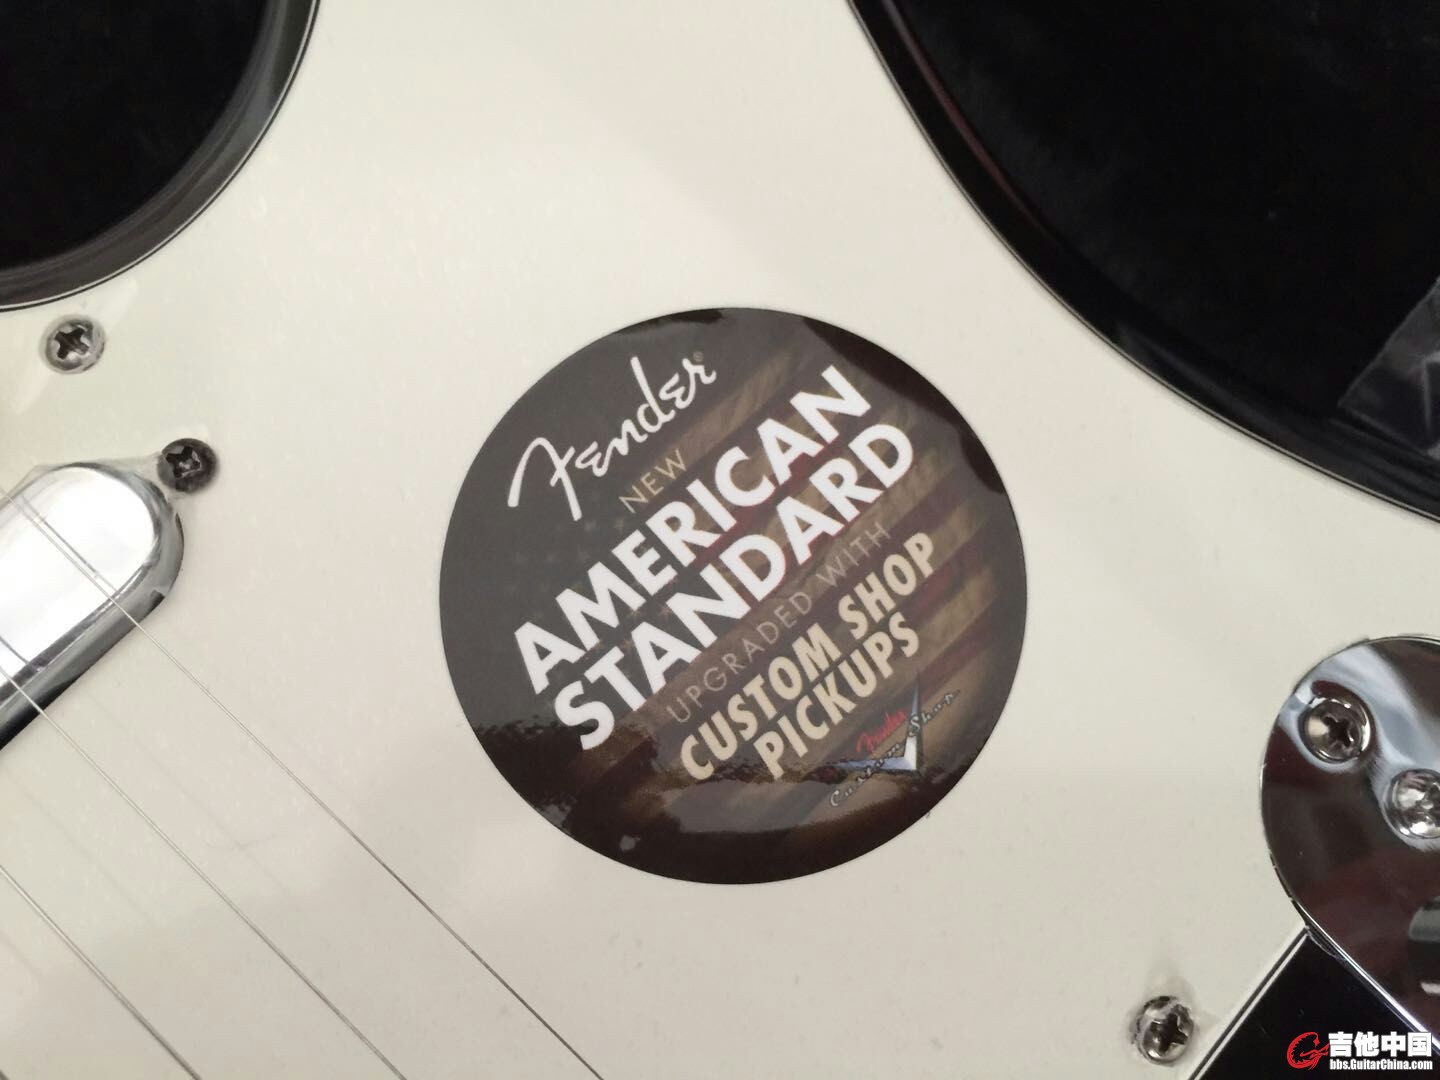 Fender®
NEW
AMERICAN
STANDARD
UPGRADED WITH
CUSTOM SHOP
PICKUPS
Fender
Custom Shop
吉他中国
bbs.GuitarChina.com